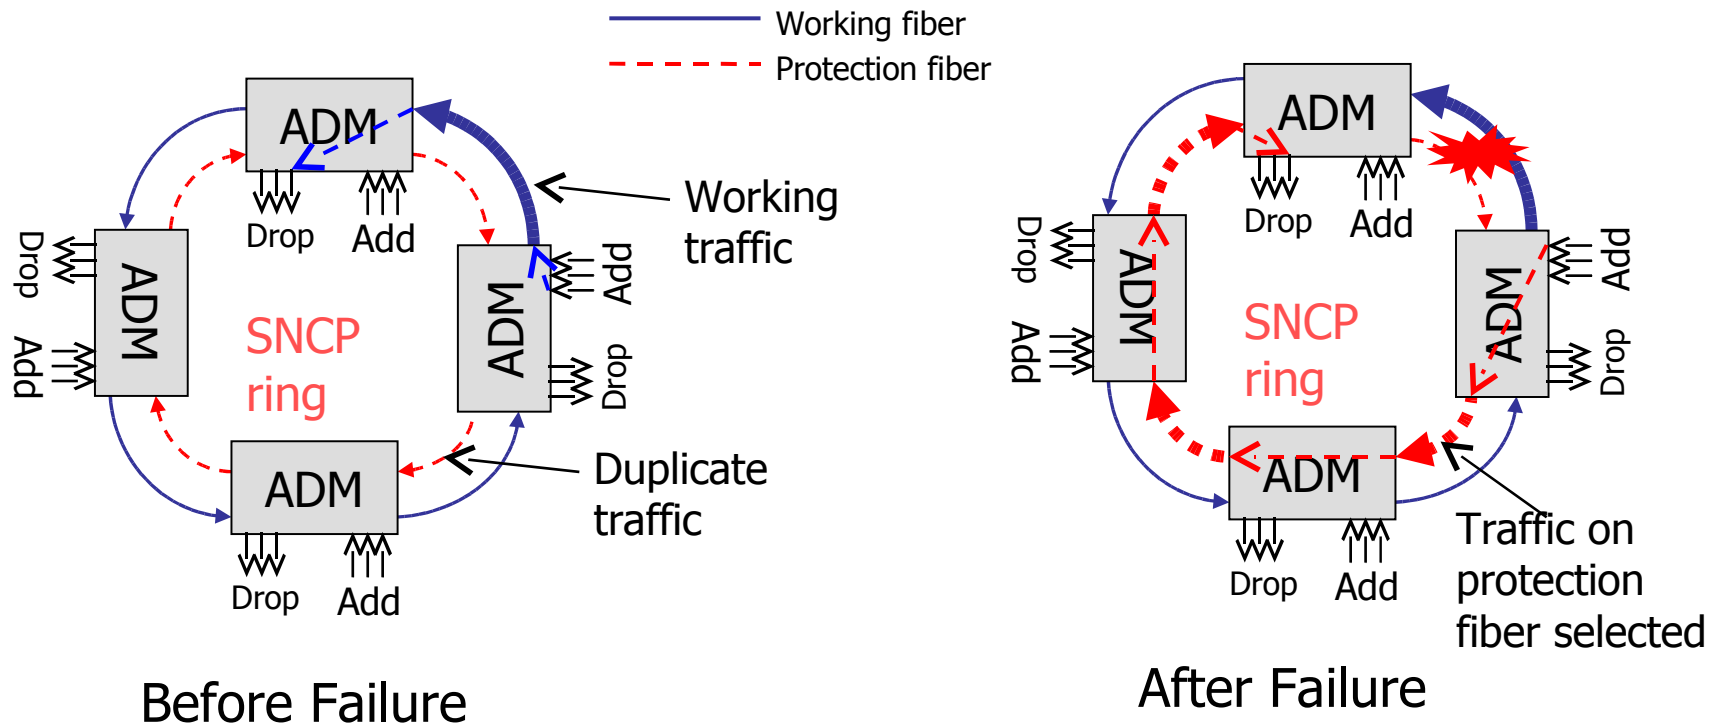 Working fiber
Protection fiber
ADM
Drop
Add
Working
traffic
Drop
Add
ADM
SNCP
ring
ADM
Add
Drop
Duplicate
traffic
ADM
Drop
Add
Before Failure
ADM
Drop
Add
Drop
Add
ADM
SNCP
ring
ADM
Add
Drop
ADM
Drop
Add
Traffic on
protection
fiber selected
After Failure